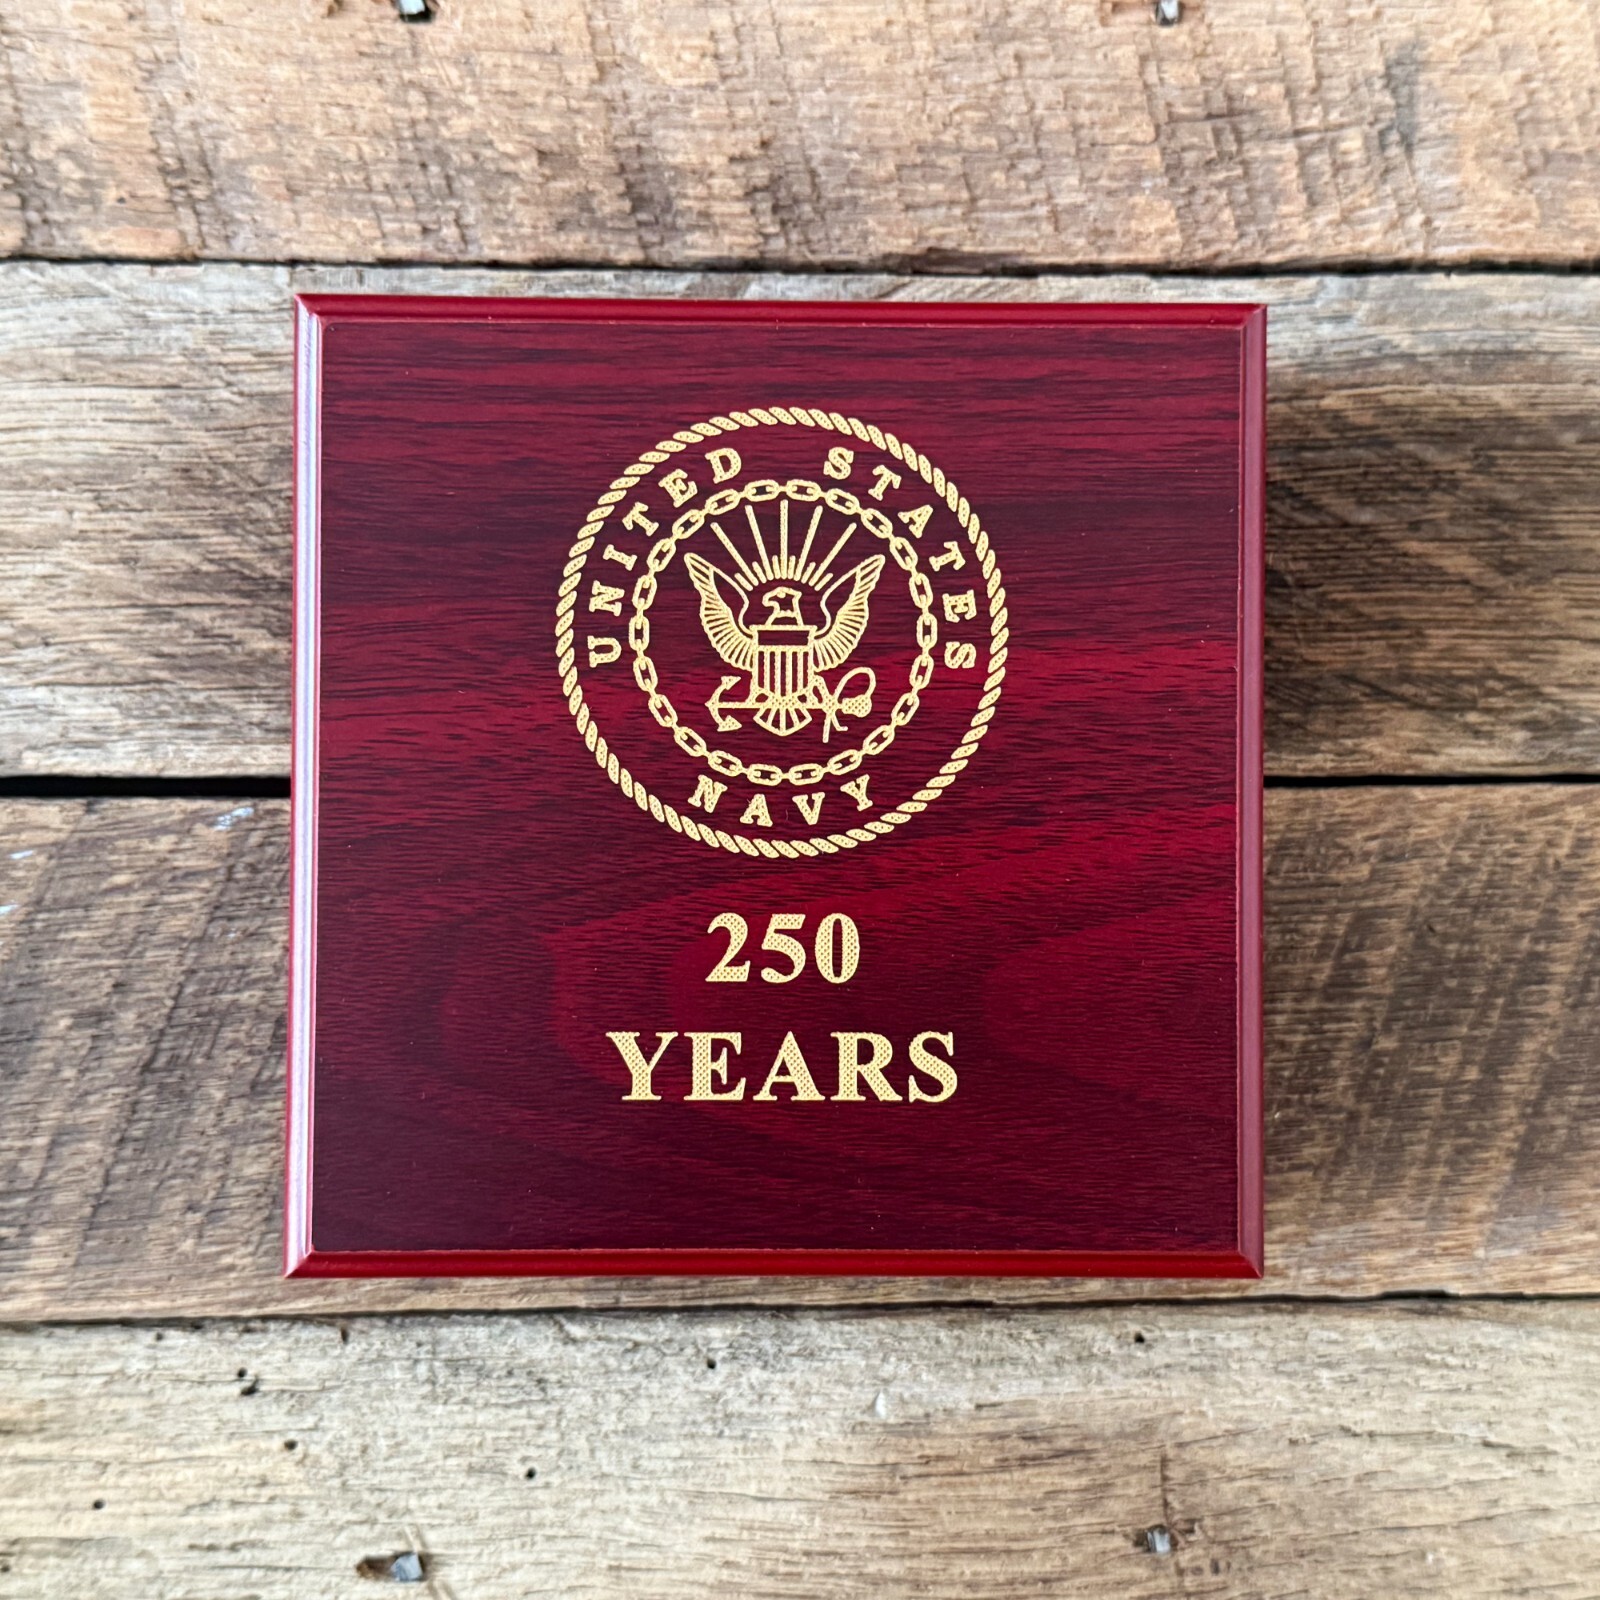 UNITED STATES
NAVY
250
YEARS